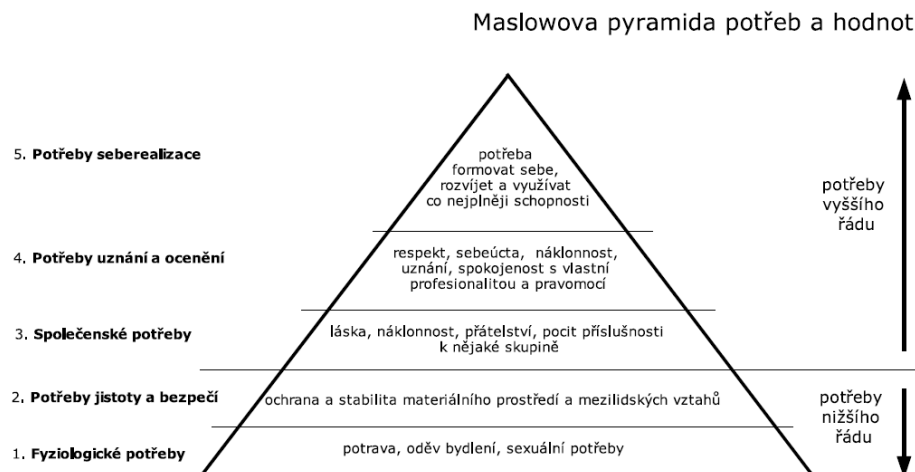 Maslowova pyramida potřeb a hodnot
5. Potřeby seberealizace
potřeba
formovat sebe,
rozvíjet a využívat
co nejplněji schopnosti
potřeby
vyššího
řádu
4. Potřeby uznání a ocenění
respekt, sebeúcta, náklonnost,
uznání, spokojenost s vlastní
profesionalitou a pravomocí
3. Společenské potřeby
láska, náklonnost, přátelství, pocit příslušnosti
k nějaké skupině
2. Potřeby jistoty a bezpečí
ochrana a stabilita materiálního prostředí a mezilidských vztahů
potřeby
nižšího
řádu
1. Fyziologické potřeby
potrava, oděv bydlení, sexuální potřeby